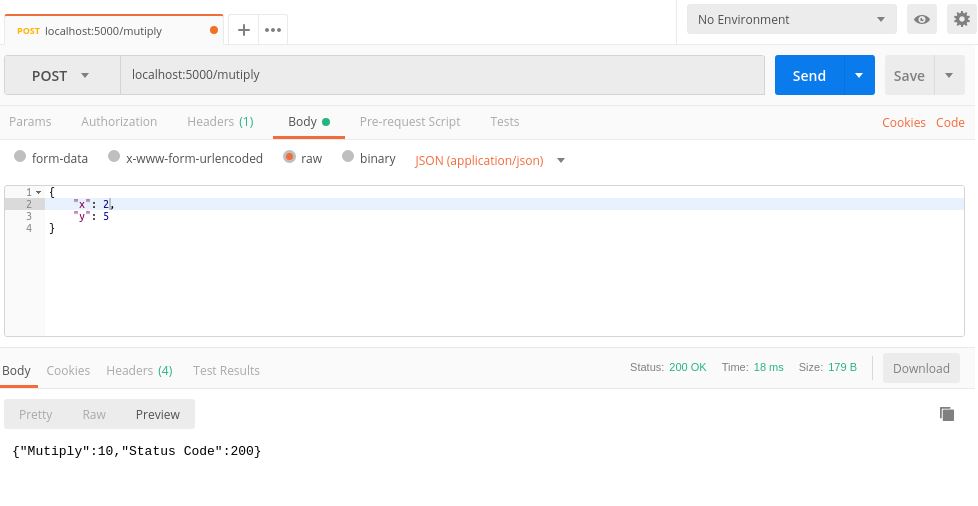 POST localhost:5000/mutiply
No Environment
POST localhost:5000/mutiply Send Save
Params Authorization Headers (1) Body Pre-request Script Tests Cookies Code
form-data x-www-form-urlencoded raw binary JSON (application/json)
1 {
2 "x": 2,
3 "y": 5
4 }
Body Cookies Headers (4) Test Results Status: 200 OK Time: 18 ms Size: 179 B Download
Pretty Raw Preview
{"Mutiply":10,"Status Code":200}